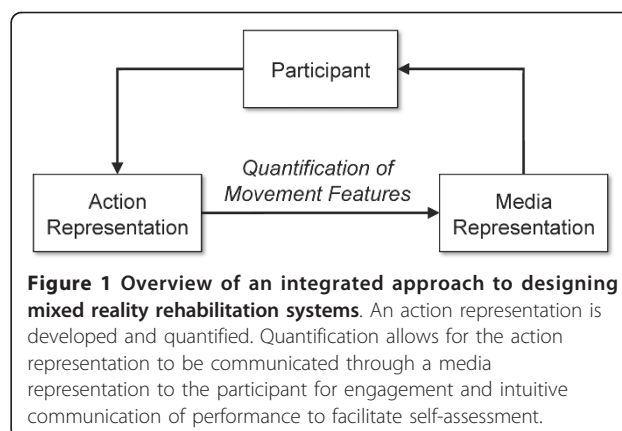 Participant
Quantification of
Movement Features
Action
Representation
Media
Representation
Figure 1 Overview of an integrated approach to designing
mixed reality rehabilitation systems. An action representation is
developed and quantified. Quantification allows for the action
representation to be communicated through a media
representation to the participant for engagement and intuitive
communication of performance to facilitate self-assessment.